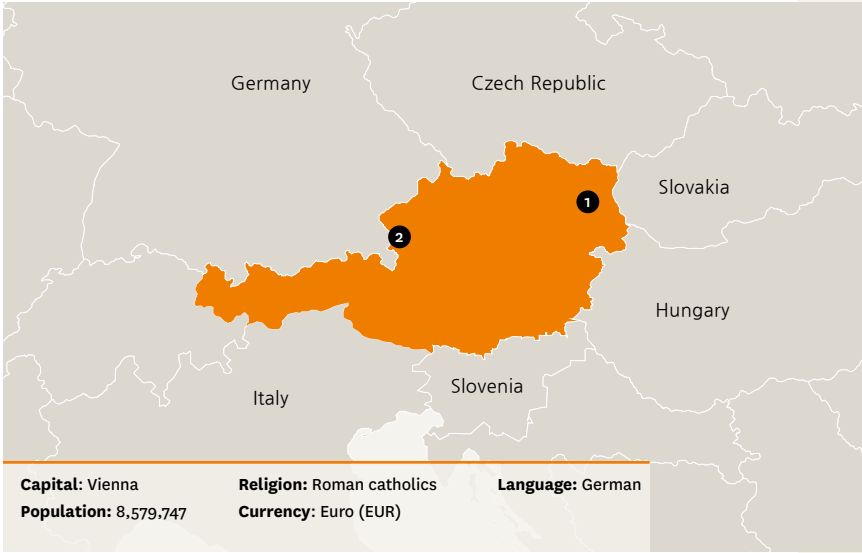 Germany
Czech Republic
Slovakia
1
2
Hungary
Slovenia
Italy
Capital: Vienna
Religion: Roman catholics
Language: German
Population: 8,579,747
Currency: Euro (EUR)